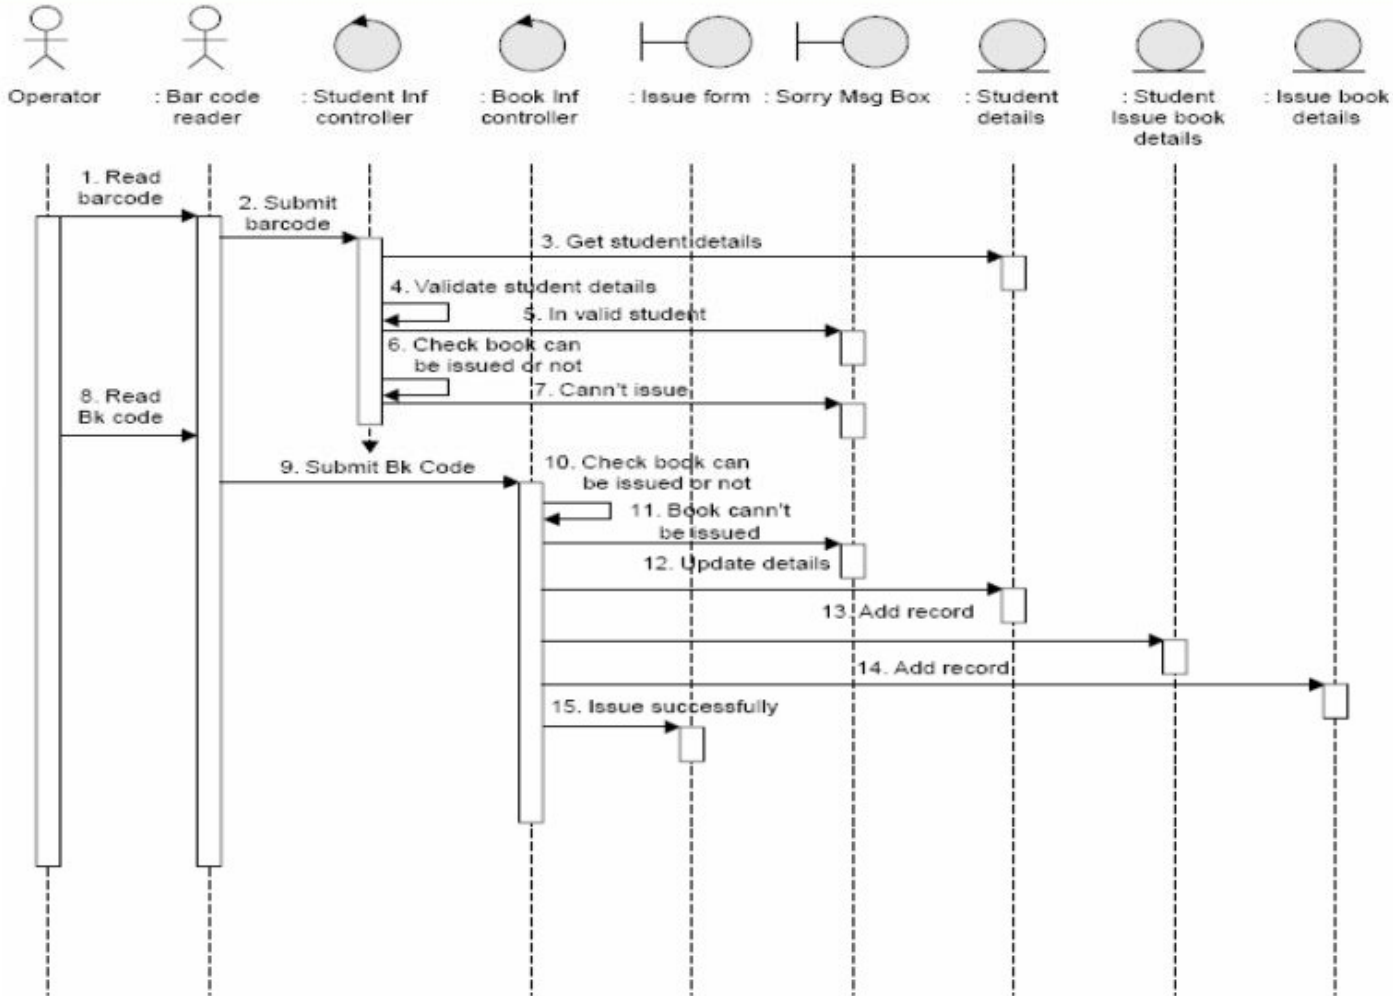 Operator
: Bar code
reader
: Student Inf
controller
: Book Inf
controller
: Issue form
: Sorry Msg Box
: Student
details
: Student
Issue book
details
: Issue book
details
1. Read
barcode
2. Submit
barcode
3. Get student details
4. Validate student details
5. In valid student
6. Check book can
be issued or not
7. Cann't issue
8. Read
Bk code
9. Submit Bk Code
10. Check book can
be issued or not
11. Book cann't
be issued
12. Update details
13. Add record
14. Add record
15. Issue successfully